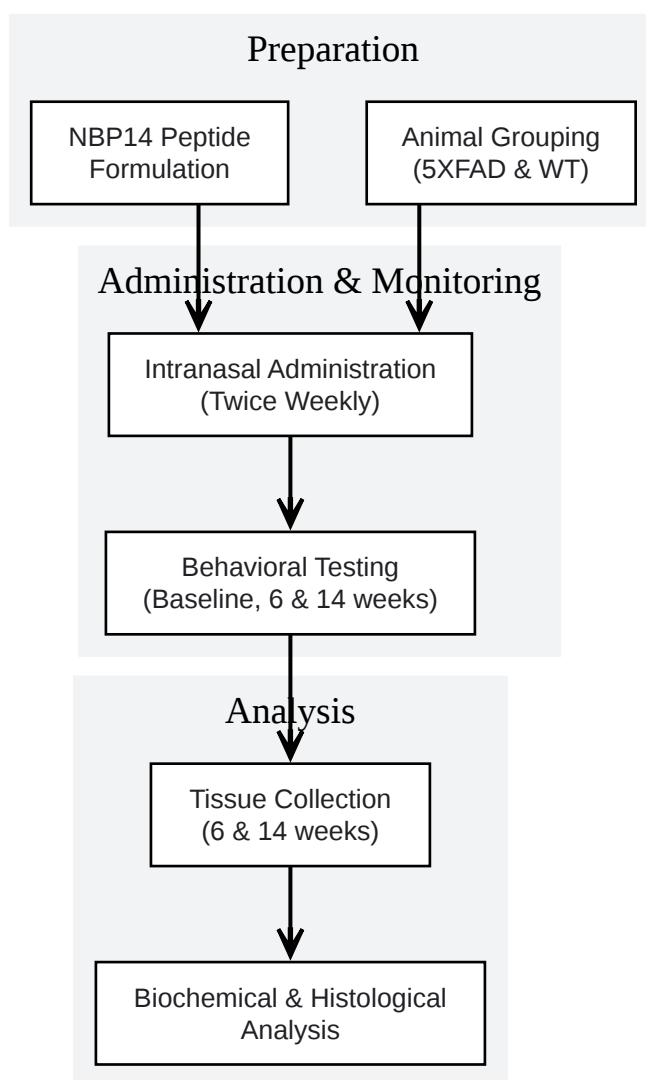 Preparation
NBP14 Peptide
Formulation
Animal Grouping
(5XFAD & WT)
Administration & Monitoring
Intranasal Administration
(Twice Weekly)
Behavioral Testing
(Baseline, 6 & 14 weeks)
Analysis
Tissue Collection
(6 & 14 weeks)
Biochemical & Histological
Analysis